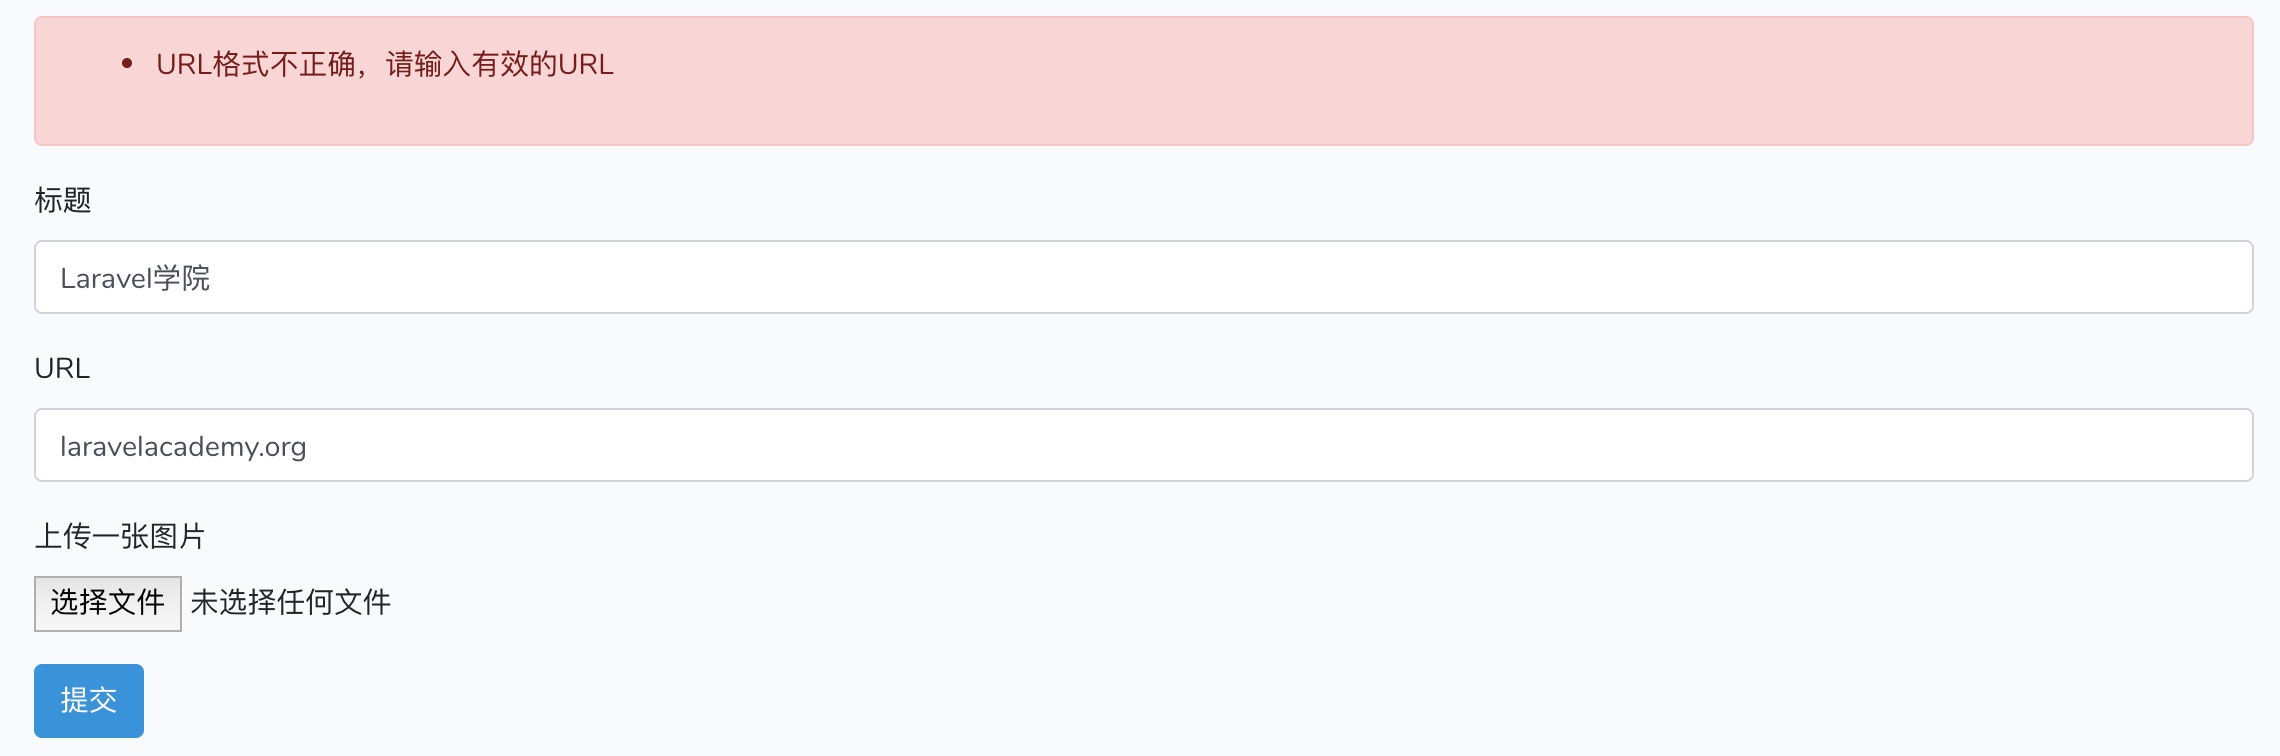 URL格式不正确，请输入有效的URL
标题
Laravel学院
URL
laravelacademy.org
上传一张图片
选择文件 未选择任何文件
提交